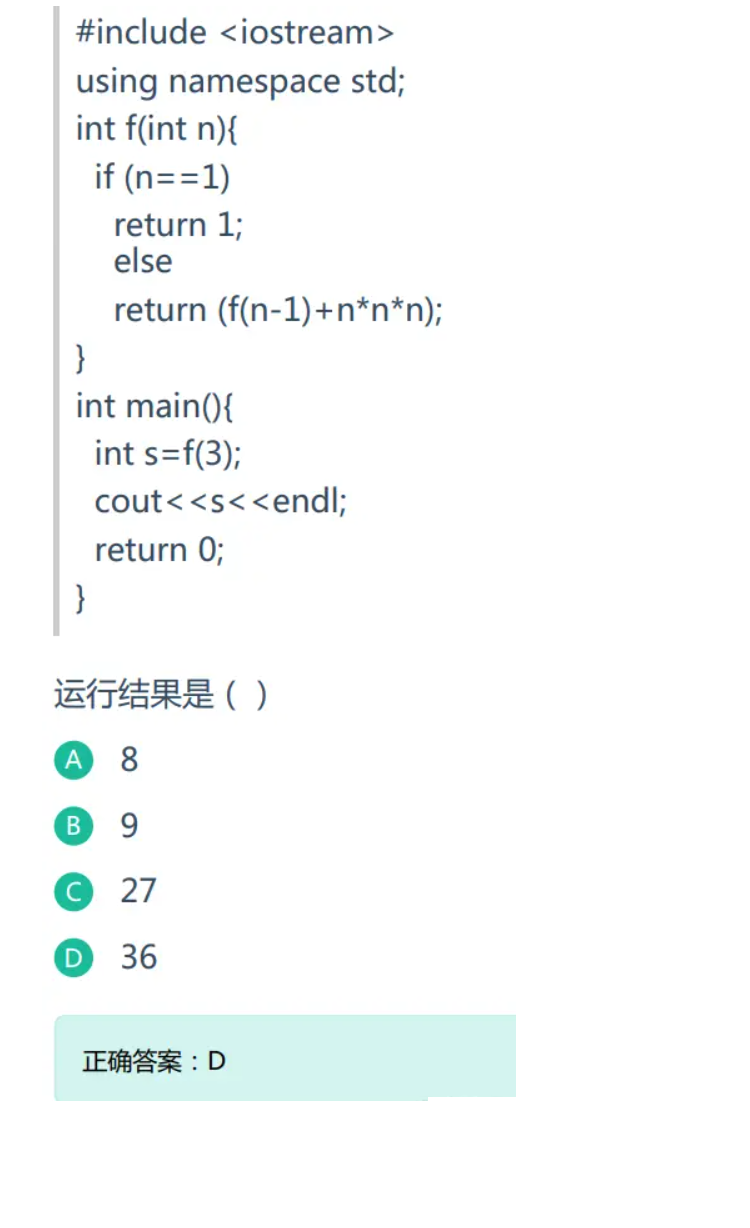 #include <iostream>
using namespace std;
int f(int n){
if (n==1)
return 1;
else
return (f(n-1)+n*n*n);
}
int main(){
int s=f(3);
cout<<s<<endl;
return 0;
}
运行结果是（ ）
A 8
B 9
C 27
D 36
正确答案：D